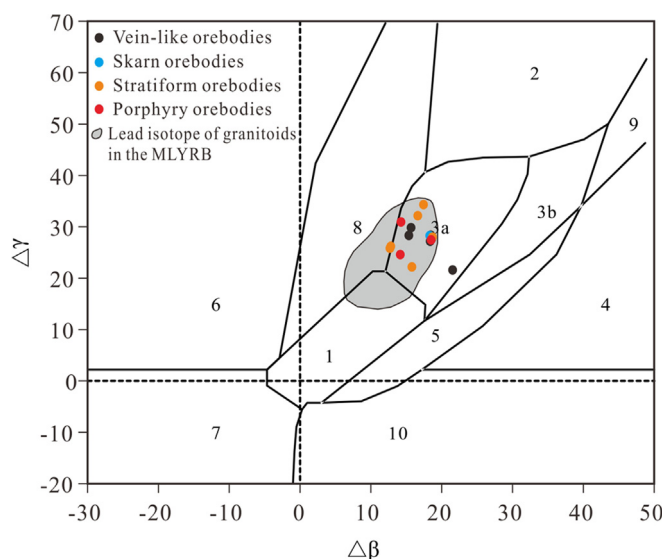 70
60
50
40
30
20
10
0
-10
-20
△γ
Vein-like orebodies
Skarn orebodies
Stratiform orebodies
Porphyry orebodies
Lead isotope of granitoids
in the MLYRB
2
9
8
3a
3b
6
5
4
1
7
10
-30
-20
-10
0
10
20
30
40
50
△β